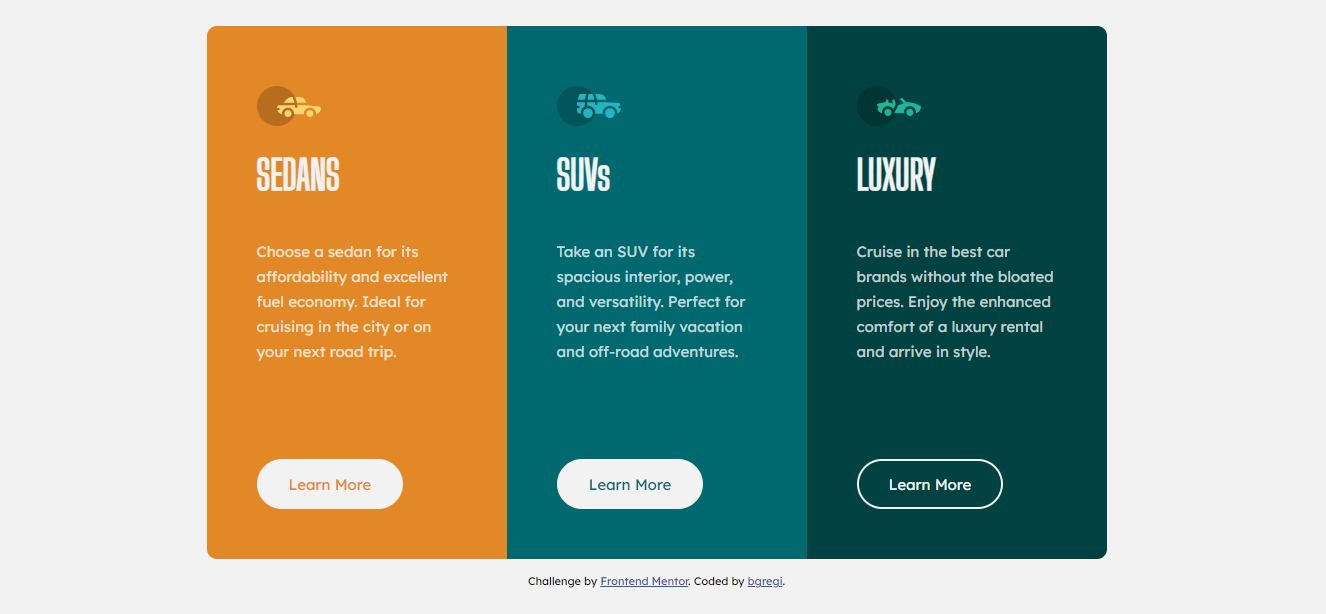 SEDANS
Choose a sedan for its
affordability and excellent
fuel economy. Ideal for
cruising in the city or on
your next road trip.
Learn More
SUVs
Take an SUV for its
spacious interior, power,
and versatility. Perfect for
your next family vacation
and off-road adventures.
Learn More
LUXURY
Cruise in the best car
brands without the bloated
prices. Enjoy the enhanced
comfort of a luxury rental
and arrive in style.
Learn More
Challenge by Frontend Mentor. Coded by bgregi.